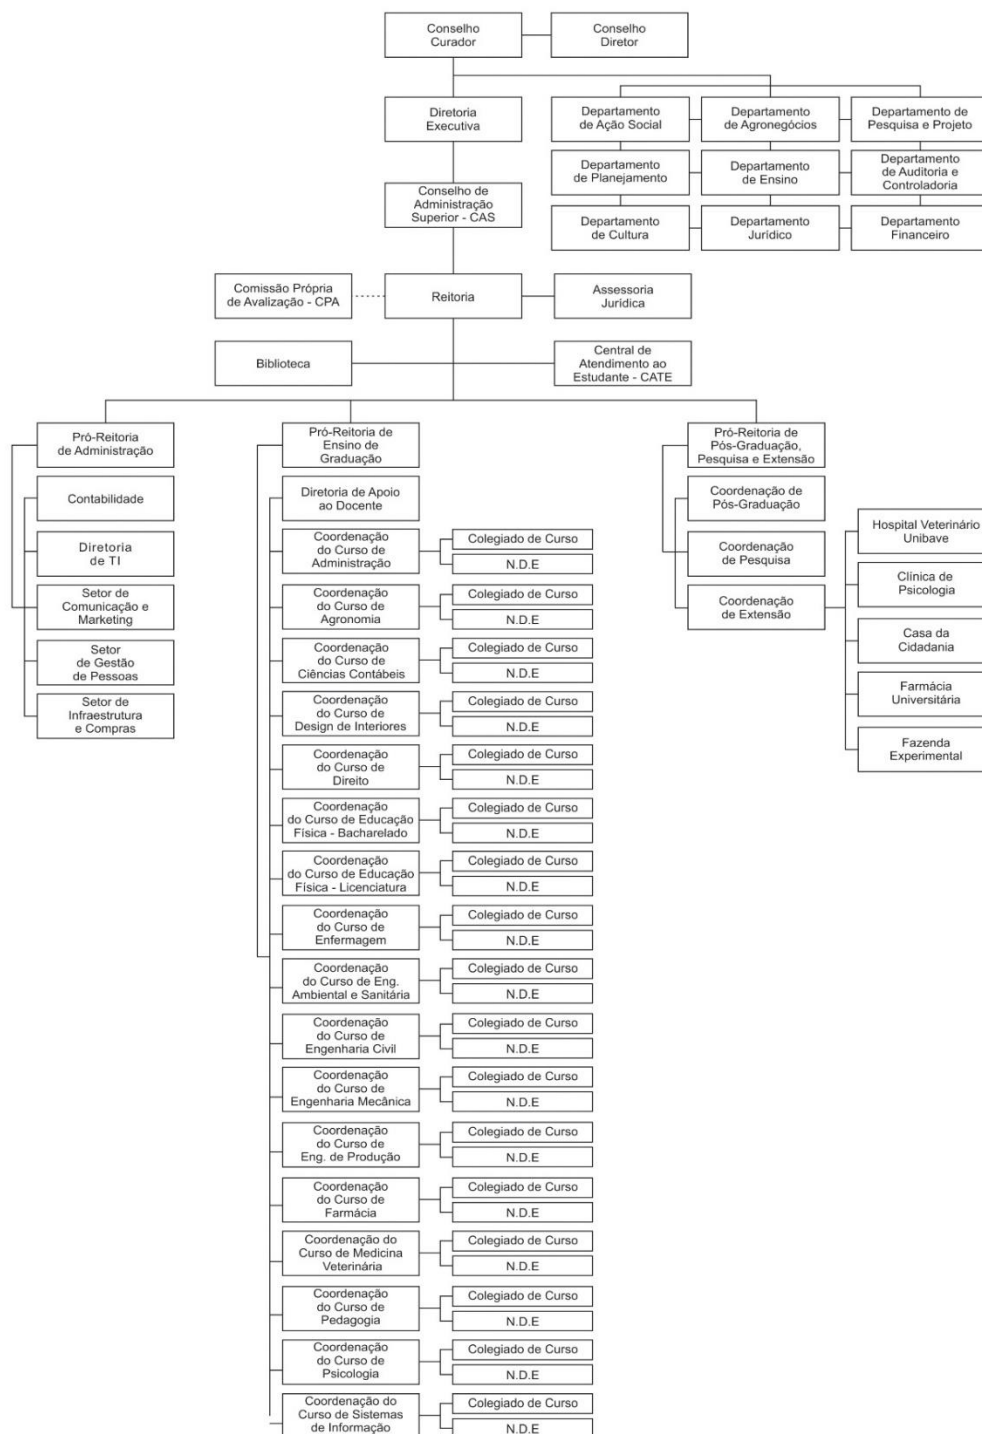 Conselho
Curador
Conselho
Diretor
Diretoria
Executiva
Departamento
de Ação Social
Departamento
de Agronegócios
Departamento de
Pesquisa e Projeto
Departamento
de Planejamento
Departamento
de Ensino
Departamento
de Auditoria e
Controladoria
Conselho de
Administração
Superior - CAS
Departamento
de Cultura
Departamento
Jurídico
Departamento
Financeiro
Comissão Própria
de Avalização - CPA
Reitoria
Assessoria
Jurídica
Biblioteca
Central de
Atendimento ao
Estudante - CATE
Pró-Reitoria
de Administração
Contabilidade
Diretoria
de TI
Setor de
Comunicação e
Marketing
Setor
de Gestão
de Pessoas
Setor de
Infraestrutura
e Compras
Pró-Reitoria de
Ensino de
Graduação
Diretoria de Apoio
ao Docente
Coordenação
do Curso de
Administração
Colegiado de Curso
N.D.E
Coordenação
do Curso de
Agronomia
Colegiado de Curso
N.D.E
Coordenação
do Curso de
Ciências Contábeis
Colegiado de Curso
N.D.E
Coordenação
do Curso de
Design de Interiores
Colegiado de Curso
N.D.E
Coordenação
do Curso de
Direito
Colegiado de Curso
N.D.E
Coordenação
do Curso de Educação
Física - Bacharelado
Colegiado de Curso
N.D.E
Coordenação
do Curso de Educação
Física - Licenciatura
Colegiado de Curso
N.D.E
Coordenação
do Curso de
Enfermagem
Colegiado de Curso
N.D.E
Coordenação
do Curso de Eng.
Ambiental e Sanitária
Colegiado de Curso
N.D.E
Coordenação
do Curso de
Engenharia Civil
Colegiado de Curso
N.D.E
Coordenação
do Curso de
Engenharia Mecânica
Colegiado de Curso
N.D.E
Coordenação
do Curso de
Eng. de Produção
Colegiado de Curso
N.D.E
Coordenação
do Curso de
Farmácia
Colegiado de Curso
N.D.E
Coordenação do
Curso de Medicina
Veterinária
Colegiado de Curso
N.D.E
Coordenação
do Curso de
Pedagogia
Colegiado de Curso
N.D.E
Coordenação
do Curso de
Psicologia
Colegiado de Curso
N.D.E
Coordenação do
Curso de Sistemas
de Informação
Colegiado de Curso
N.D.E
Pró-Reitoria de
Pós-Graduação,
Pesquisa e Extensão
Coordenação de
Pós-Graduação
Coordenação
de Pesquisa
Coordenação
de Extensão
Hospital Veterinário
Unibave
Clínica de
Psicologia
Casa da
Cidadania
Farmácia
Universitária
Fazenda
Experimental